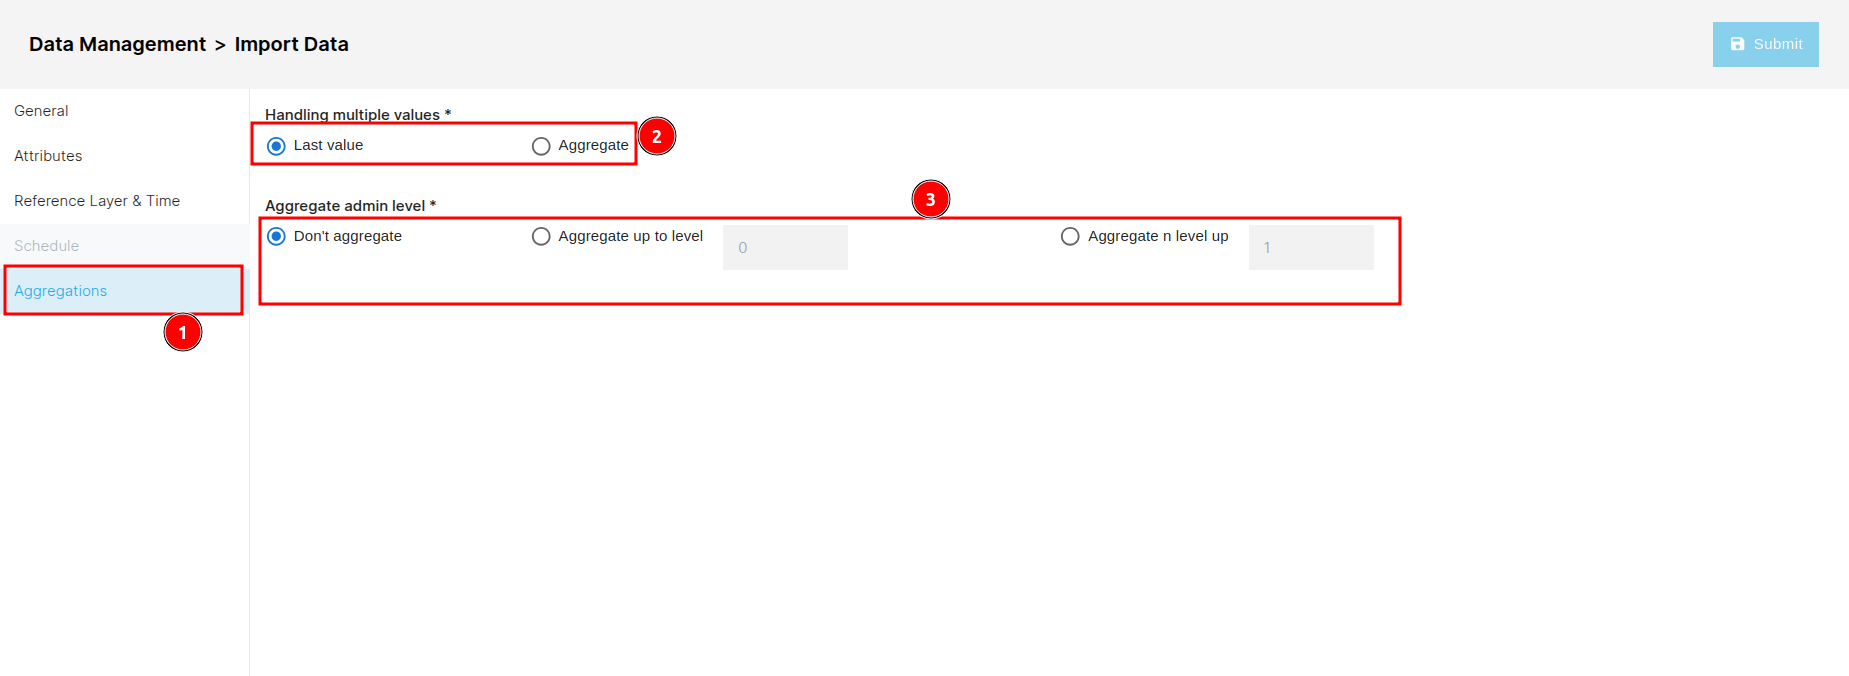 Data Management > Import Data
Submit
General
Attributes
Reference Layer & Time
Schedule
Aggregations
1
Handling multiple values *
Last value
Aggregate
2
Aggregate admin level *
3
Don't aggregate
Aggregate up to level
0
Aggregate n level up
1